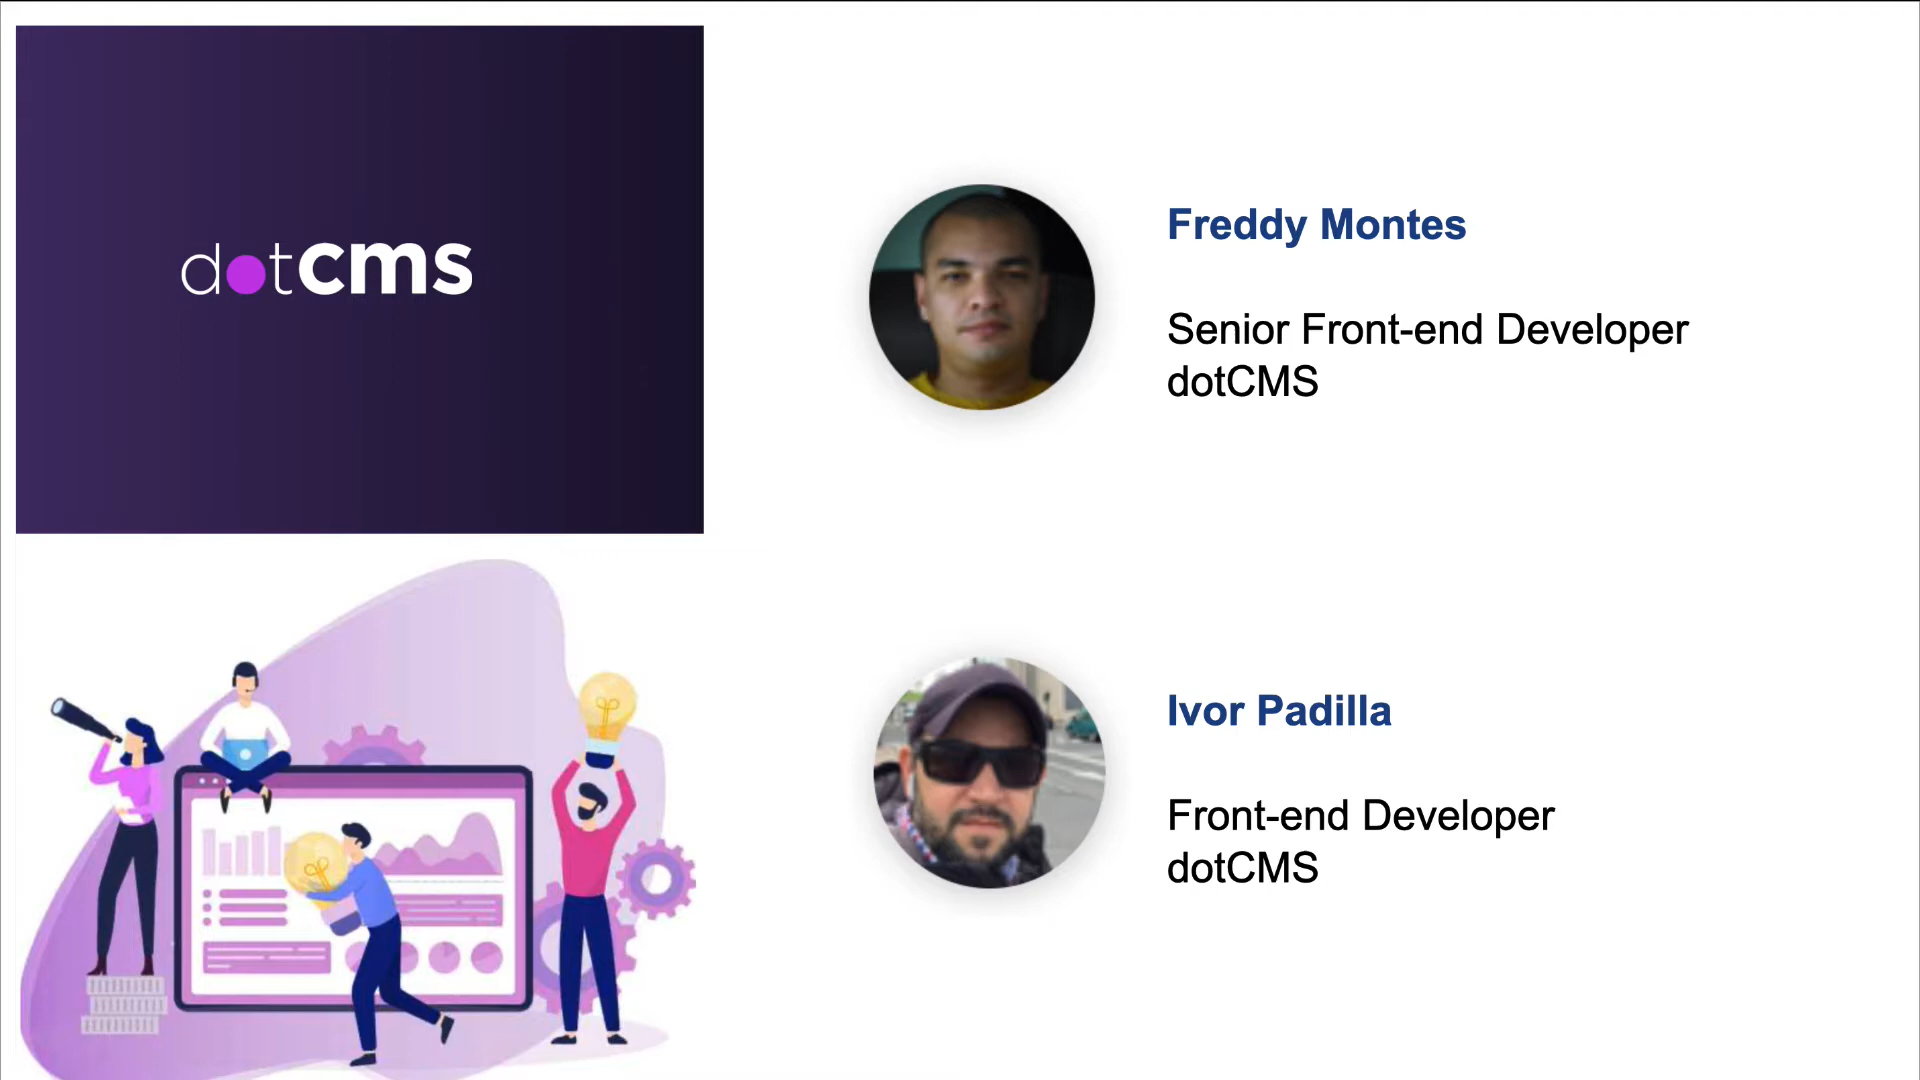 dotcms
Freddy Montes
Senior Front-end Developer
dotCMS
Ivor Padilla
Front-end Developer
dotCMS